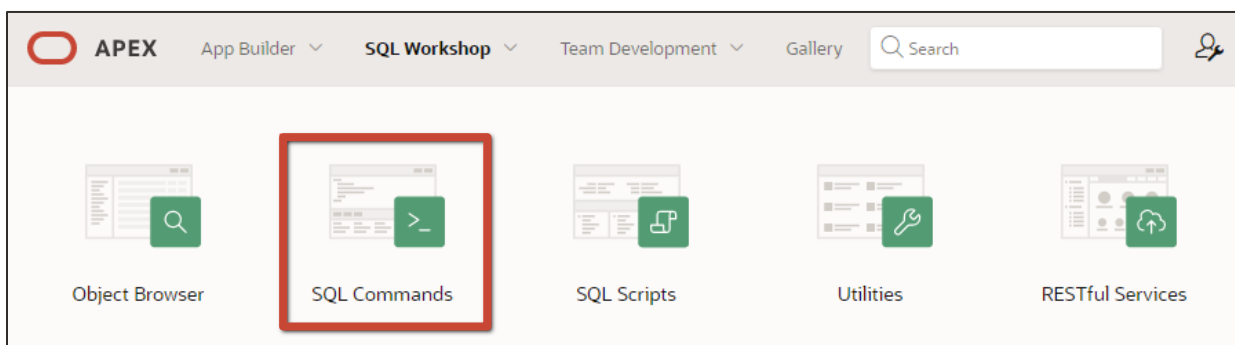 APEX App Builder SQL Workshop Team Development Gallery Search
Object Browser SQL Commands SQL Scripts Utilities RESTful Services